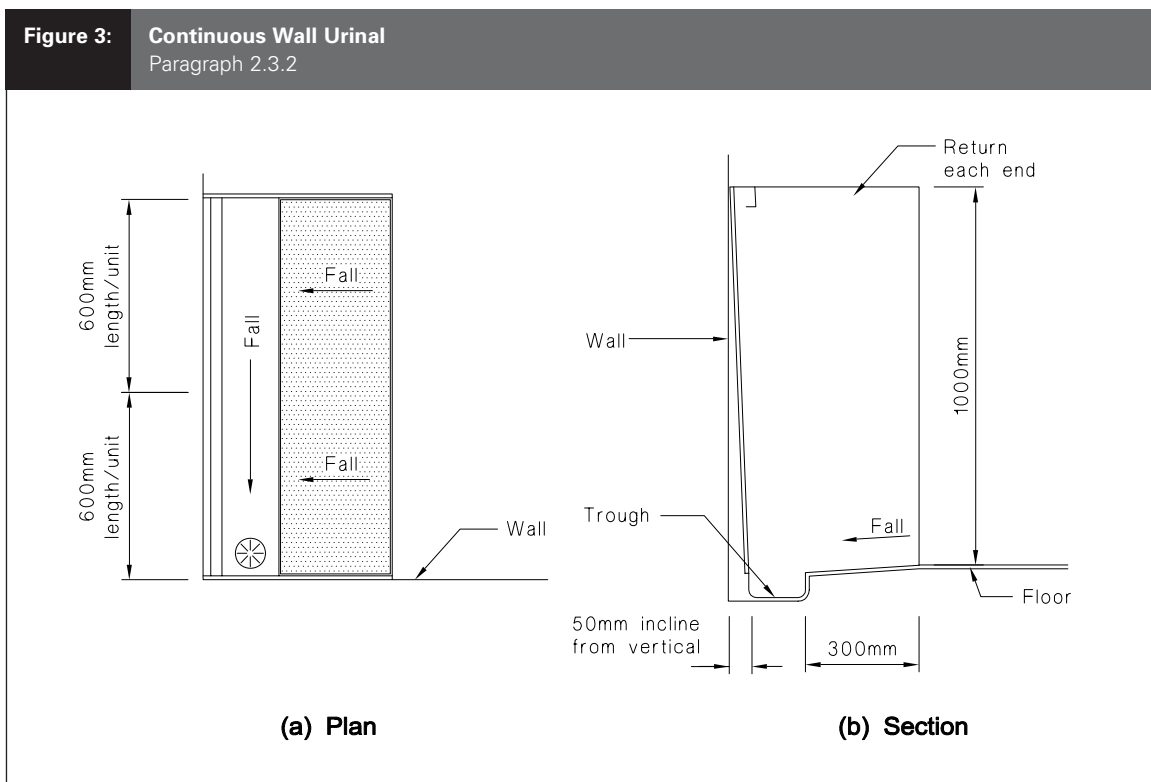 Figure 3:
Continuous Wall Urinal
Paragraph 2.3.2
600mm
length/unit
600mm
length/unit
Fall
Fall
Fall
Wall
(a) Plan
Return
each end
Wall
1000mm
Trough
Fall
Floor
50mm incline
from vertical
300mm
(b) Section